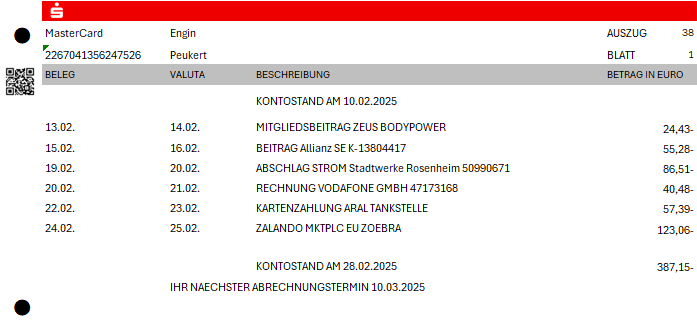 MasterCard Engin AUSZUG 38
2267041356247526 Peukert BLATT 1
BELEG VALUTA BESCHREIBUNG BETRAG IN EURO
KONTOSTAND AM 10.02.2025
13.02. 14.02. MITGLIEDSBEITRAG ZEUS BODYPOWER 24,43-
15.02. 16.02. BEITRAG Allianz SE K-13804417 55,28-
19.02. 20.02. ABSCHLAG STROM Stadtwerke Rosenheim 50990671 86,51-
20.02. 21.02. RECHNUNG VODAFONE GMBH 47173168 40,48-
22.02. 23.02. KARTENZAHLUNG ARAL TANKSTELLE 57,39-
24.02. 25.02. ZALANDO MKTPLC EU ZOEBRA 123,06-
KONTOSTAND AM 28.02.2025 387,15-
IHR NAECHSTER ABRECHNUNGSTERMIN 10.03.2025